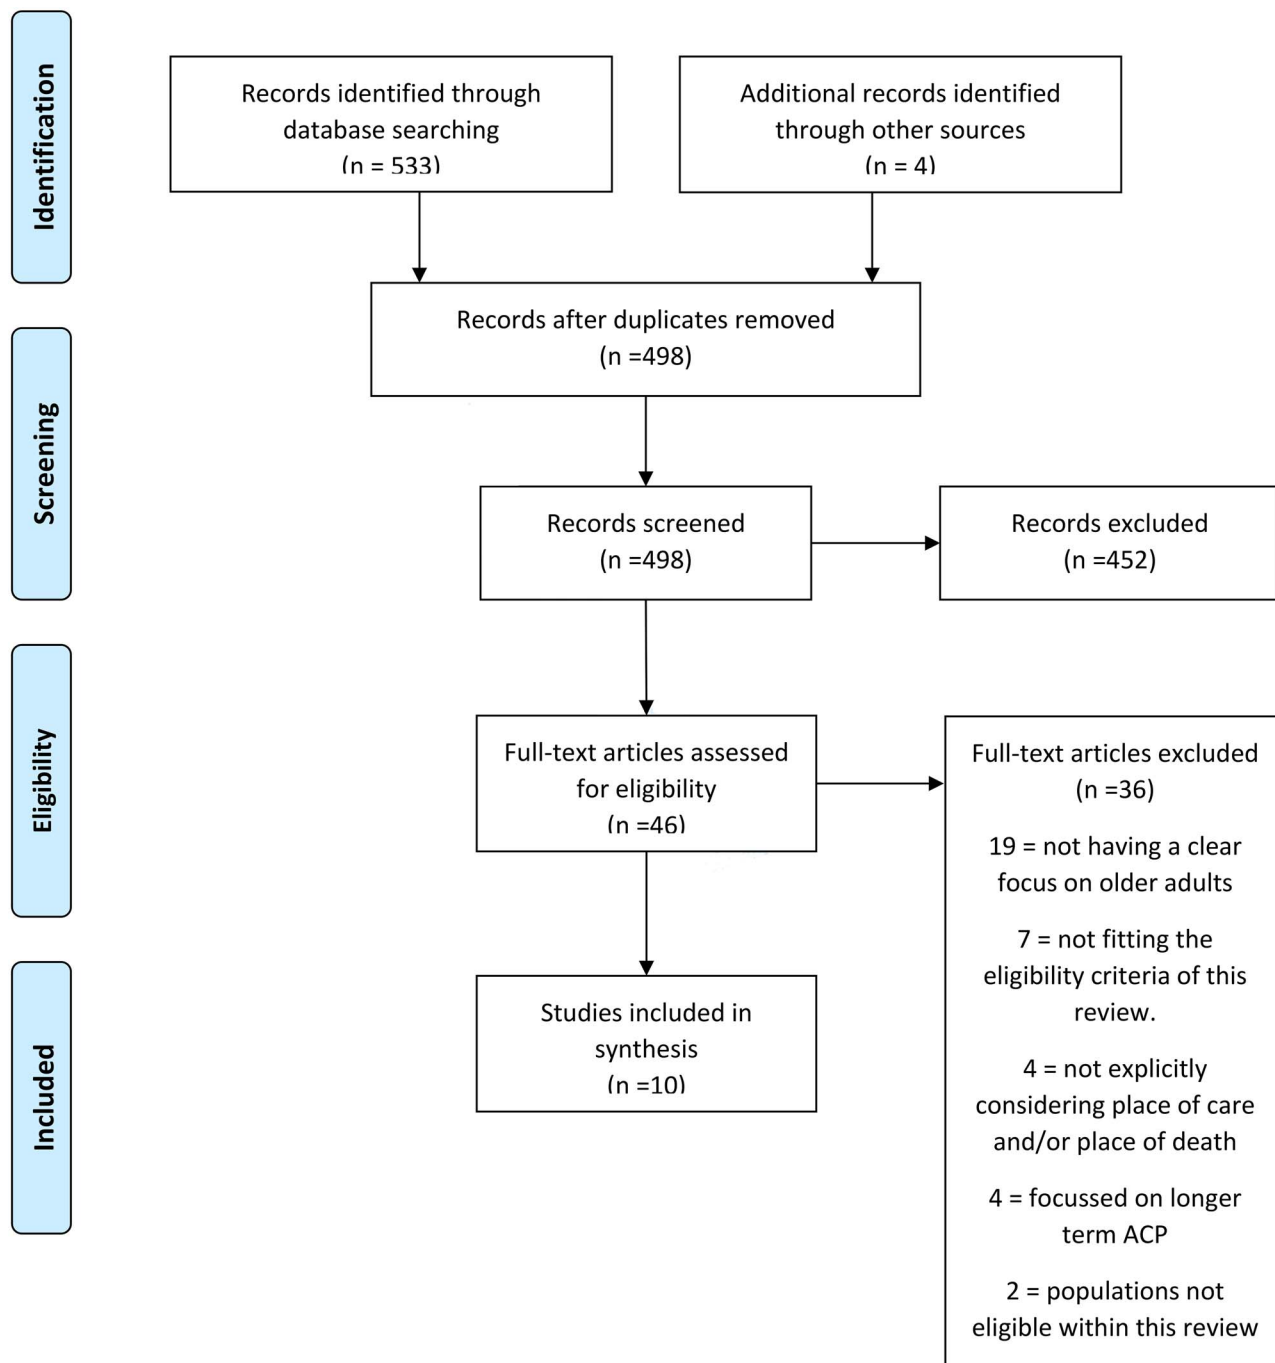 Identification
Records identified through
database searching
(n = 533)
Additional records identified
through other sources
(n = 4)
Records after duplicates removed
(n =498)
Screening
Records screened
(n =498)
Records excluded
(n =452)
Eligibility
Full-text articles assessed
for eligibility
(n =46)
Full-text articles excluded
(n =36)
19 = not having a clear
focus on older adults
7 = not fitting the
eligibility criteria of this
review.
4 = not explicitly
considering place of care
and/or place of death
4 = focussed on longer
term ACP
2 = populations not
eligible within this review
Included
Studies included in
synthesis
(n =10)